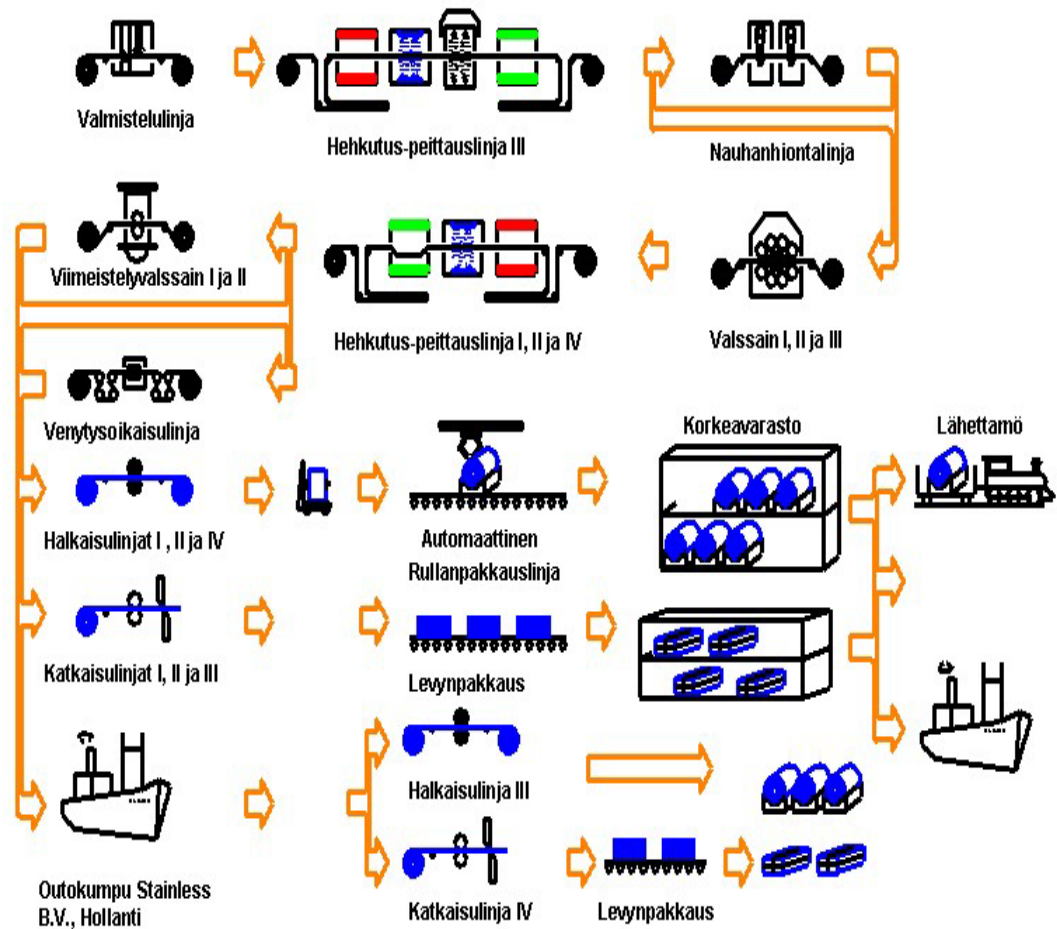 Valmistelulinja
Hehkutus-peittauslinja III
Nauhanhiontalinja
Viimeistelyvalssain I ja II
Hehkutus-peittauslinja I, II ja IV
Valssain I, II ja III
Venytysoikaisulinja
Korkeavarasto
Lähettämö
Halkaisulinjat I , II ja IV
Automaattinen
Rullanpakkauslinja
Katkaisulinjat I, II ja III
Levynpakkaus
Halkaisulinja III
Outokumpu Stainless
B.V., Hollanti
Katkaisulinja IV
Levynpakkaus